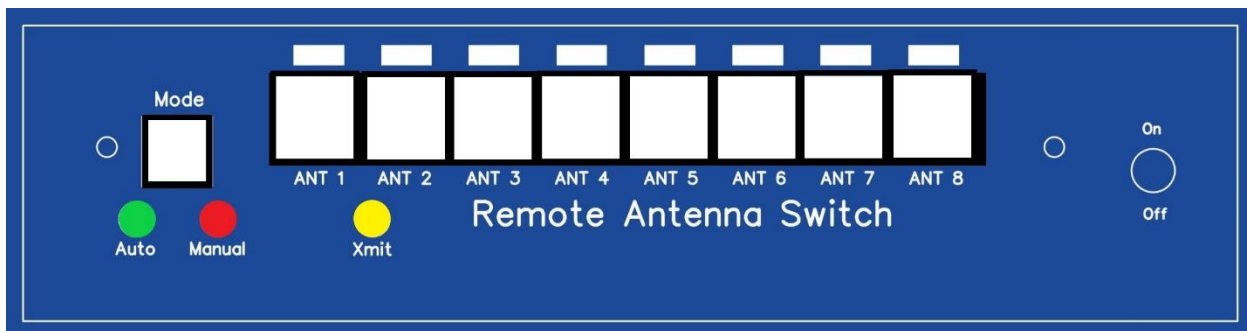 Mode
Auto
Manual
Xmit
ANT 1
ANT 2
ANT 3
ANT 4
ANT 5
ANT 6
ANT 7
ANT 8
Remote Antenna Switch
On
Off